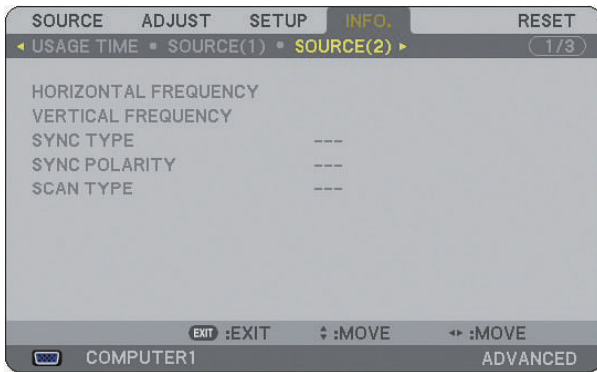 SOURCE ADJUST SETUP INFO. RESET
◂ USAGE TIME • SOURCE(1) • SOURCE(2) ▸ 1/3
HORIZONTAL FREQUENCY
VERTICAL FREQUENCY
SYNC TYPE ---
SYNC POLARITY ---
SCAN TYPE ---
EXIT :EXIT :MOVE :MOVE
COMPUTER1 ADVANCED